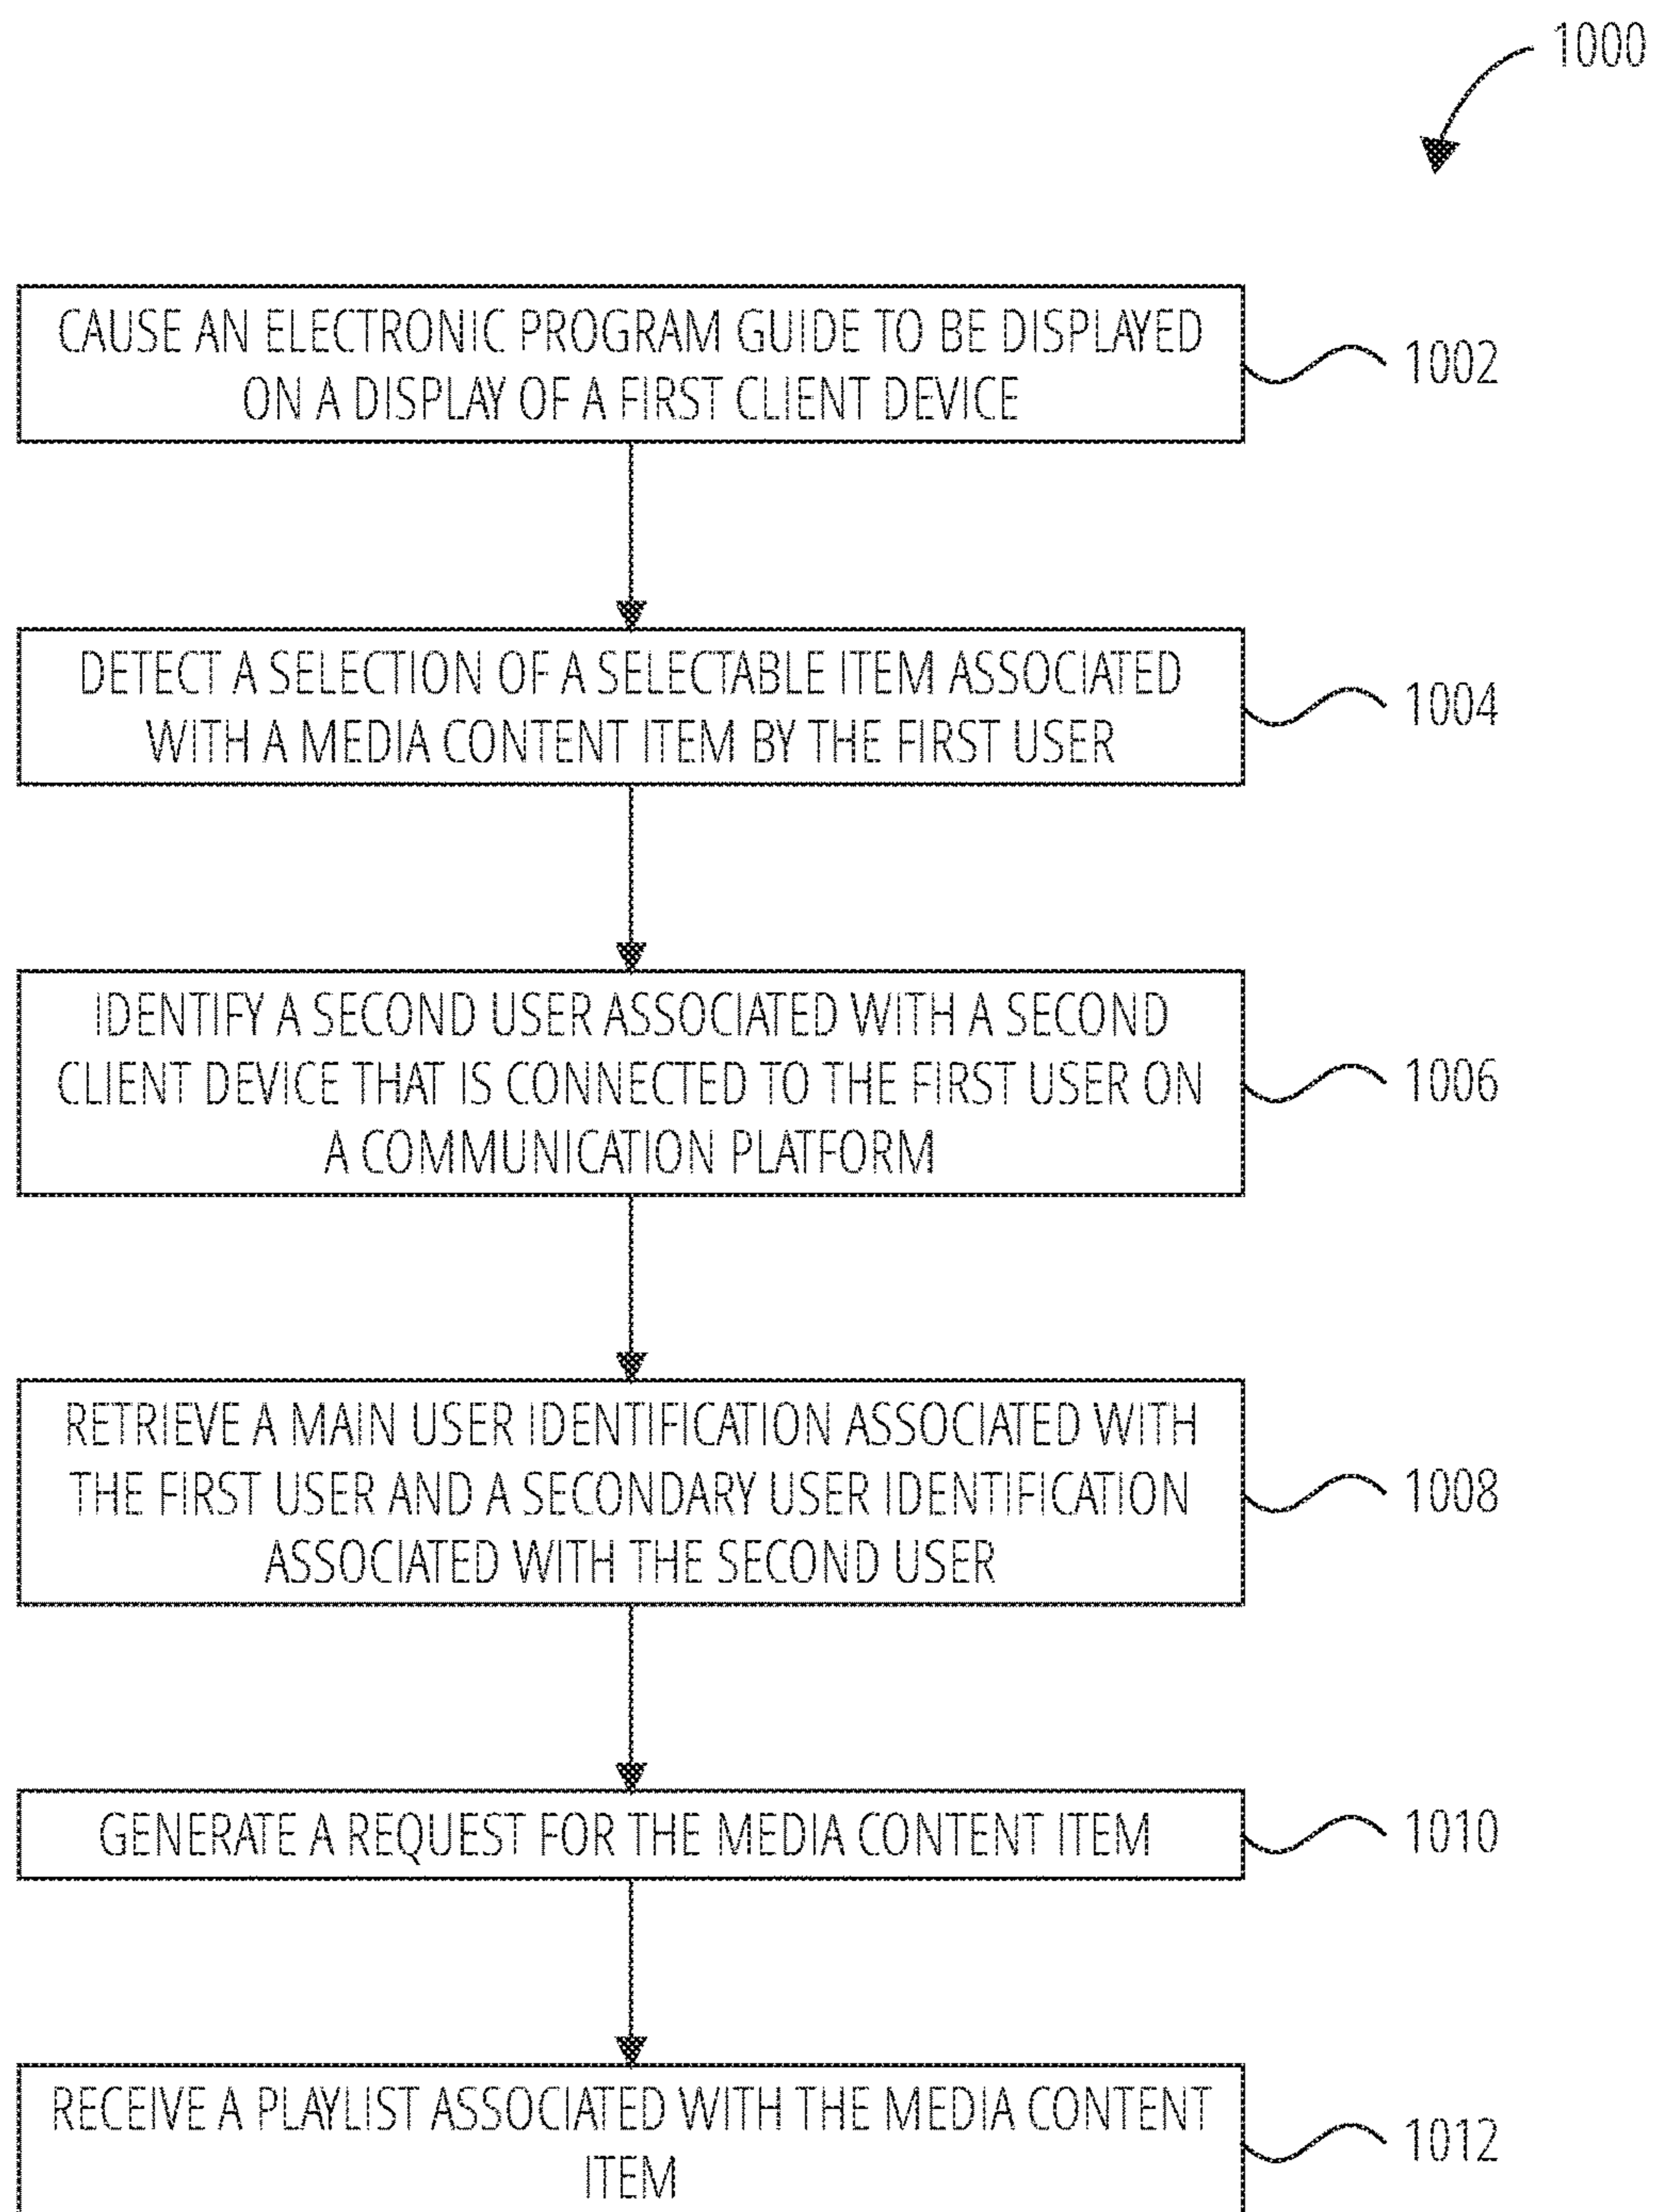 1000
CAUSE AN ELECTRONIC PROGRAM GUIDE TO BE DISPLAYED
ON A DISPLAY OF A FIRST CLIENT DEVICE
1002
DETECT A SELECTION OF A SELECTABLE ITEM ASSOCIATED
WITH A MEDIA CONTENT ITEM BY THE FIRST USER
1004
IDENTIFY A SECOND USER ASSOCIATED WITH A SECOND
CLIENT DEVICE THAT IS CONNECTED TO THE FIRST USER ON
A COMMUNICATION PLATFORM
1006
RETRIEVE A MAIN USER IDENTIFICATION ASSOCIATED WITH
THE FIRST USER AND A SECONDARY USER IDENTIFICATION
ASSOCIATED WITH THE SECOND USER
1008
GENERATE A REQUEST FOR THE MEDIA CONTENT ITEM
1010
RECEIVE A PLAYLIST ASSOCIATED WITH THE MEDIA CONTENT
ITEM
1012